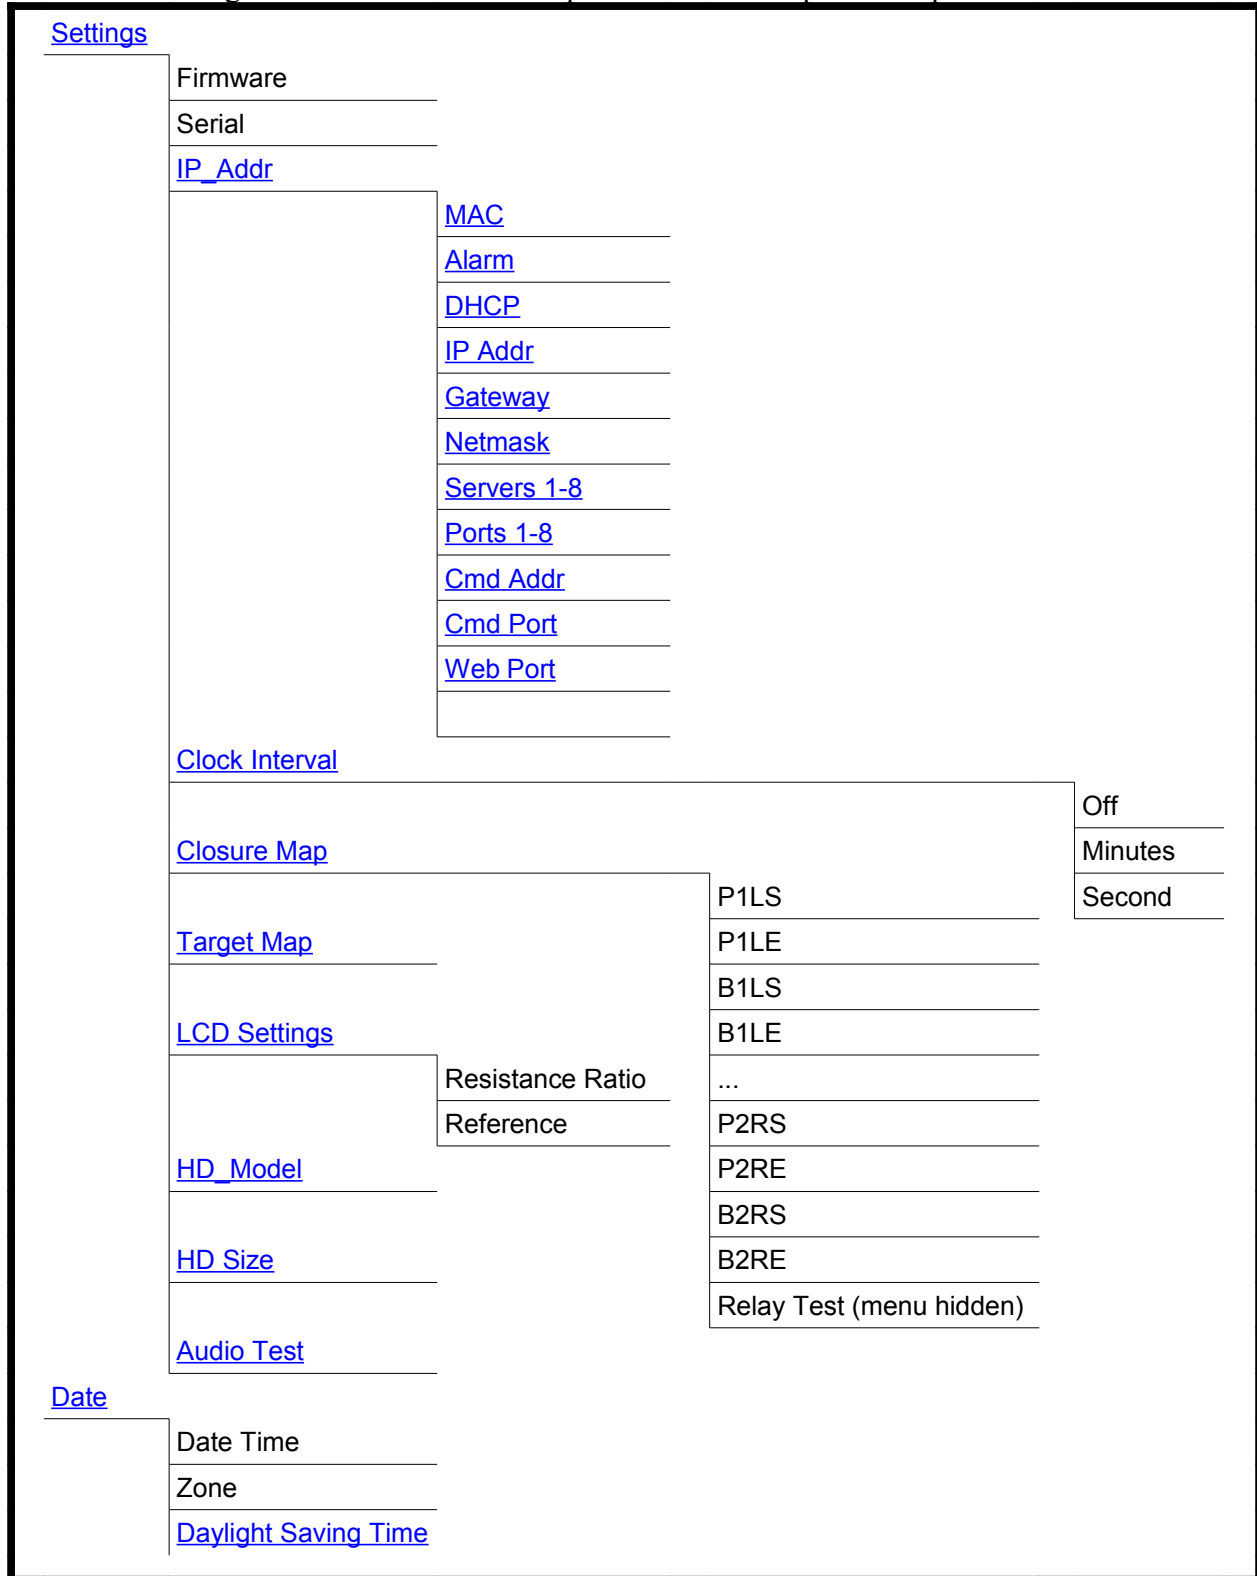 Settings
Firmware
Serial
IP_Addr
MAC
Alarm
DHCP
IP Addr
Gateway
Netmask
Servers 1-8
Ports 1-8
Cmd Addr
Cmd Port
Web Port
Clock Interval
Off
Closure Map
Minutes
P1LS
Second
Target Map
P1LE
B1LS
LCD Settings
B1LE
Resistance Ratio
...
Reference
P2RS
HD_Model
P2RE
B2RS
HD Size
B2RE
Relay Test (menu hidden)
Audio Test
Date
Date Time
Zone
Daylight Saving Time